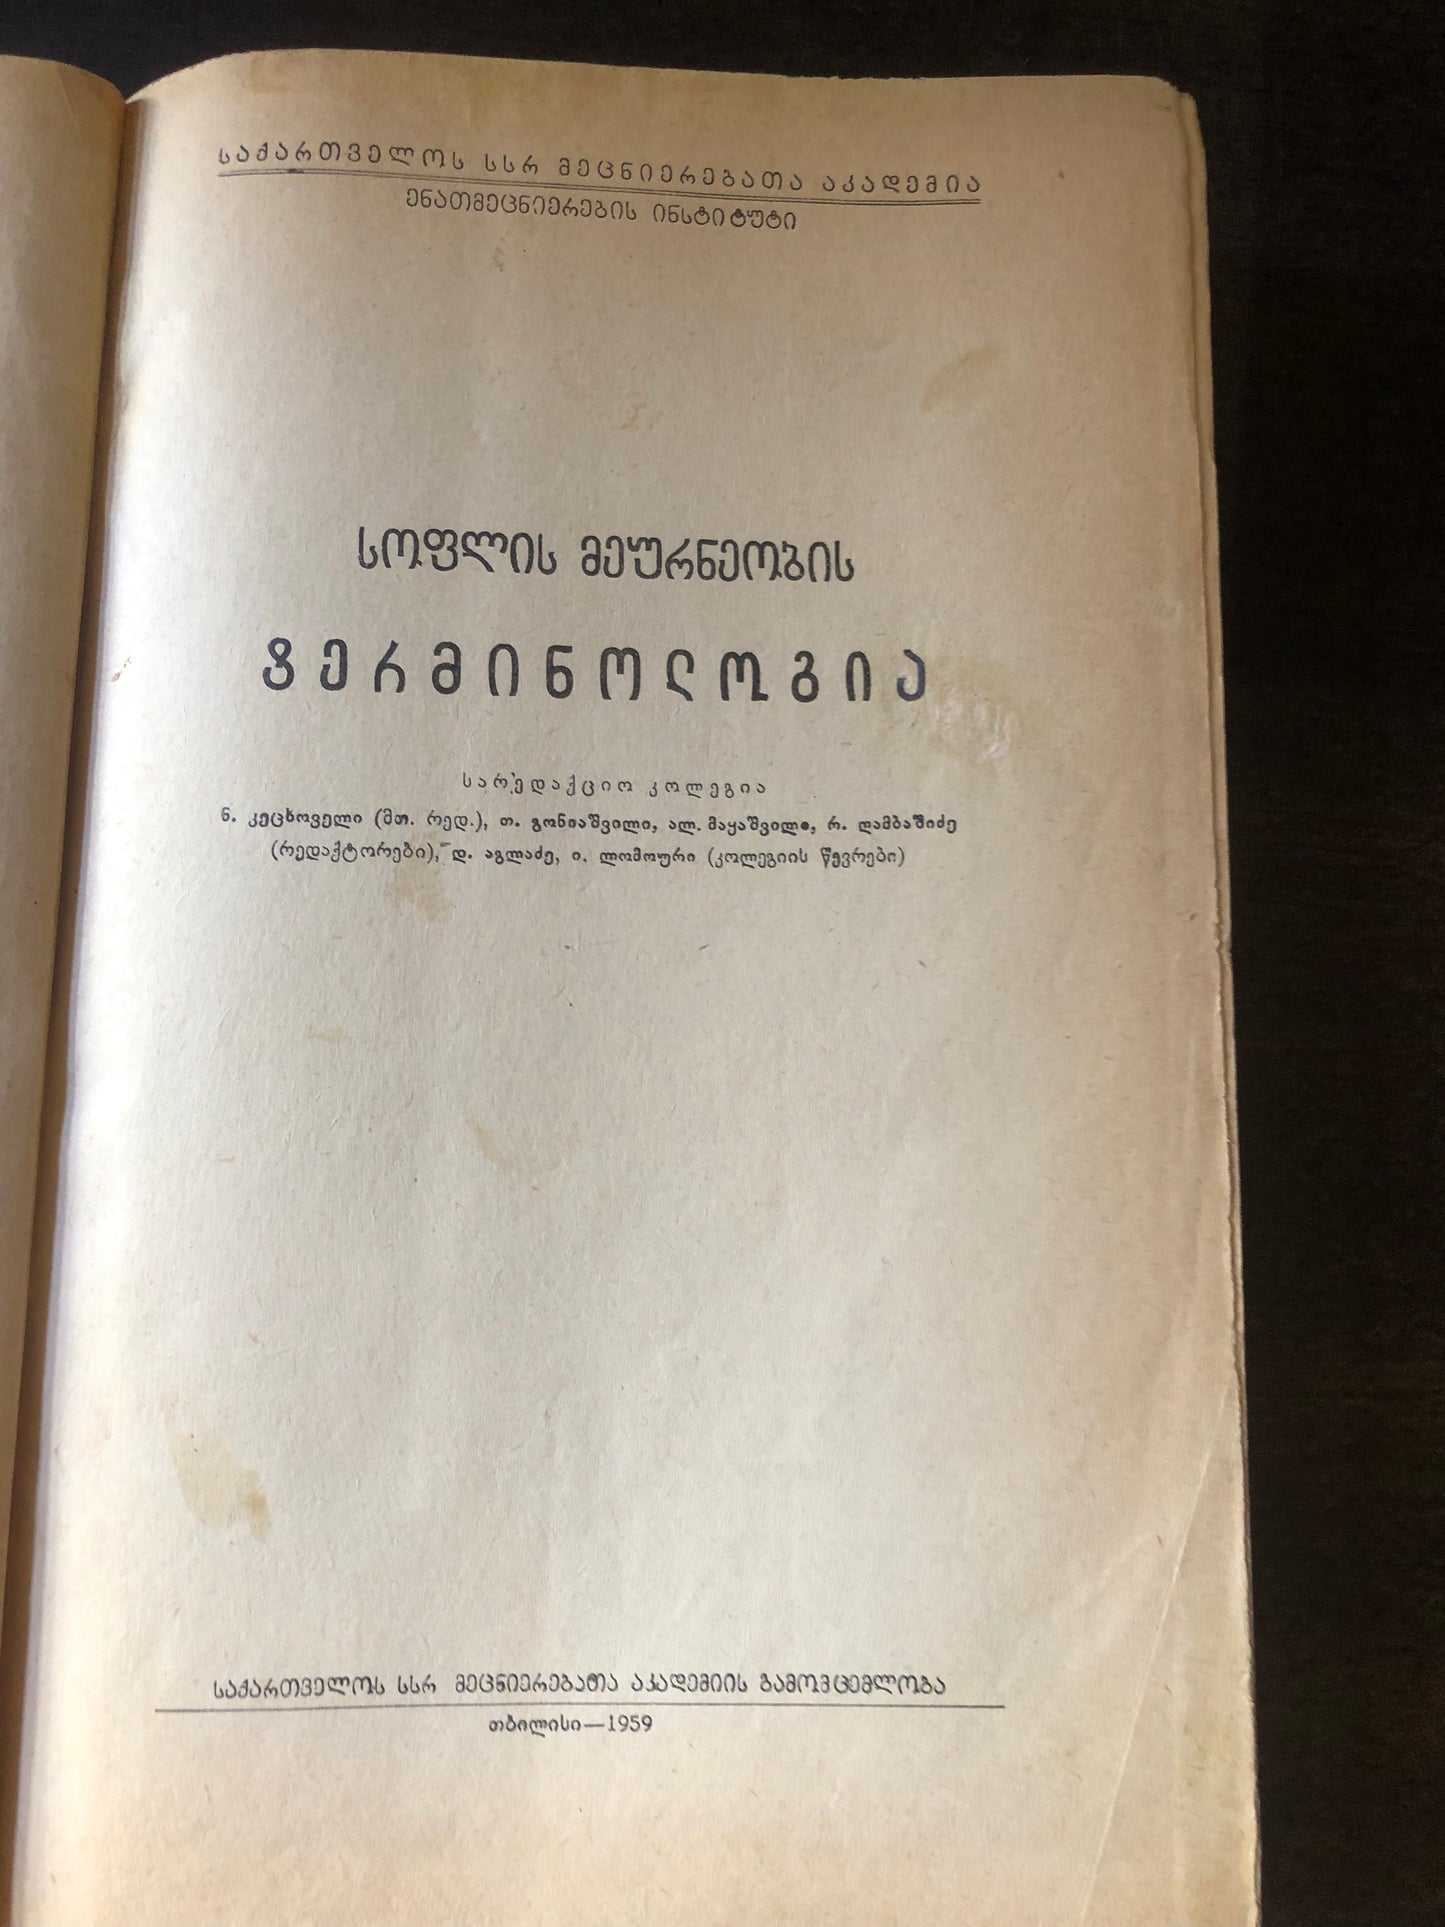 საქართველოს სსრ მეცნიერებათა აკადემია
ენათმეცნიერების ინსტიტუტი
სოფლის მეურნეობის
ტერმინოლოგია
სარედაქციო კოლეგია
ნ. კეცხოველი (მთ. რედ.), თ. გონიაშვილი, ალ. მაყაშვილი, რ. ღამბაშიძე
(რედაქტორები), დ. აგლაძე, ი. ლომოური (კოლეგიის წევრები)
საქართველოს სსრ მეცნიერებათა აკადემიის გამომცემლობა
თბილისი—1959